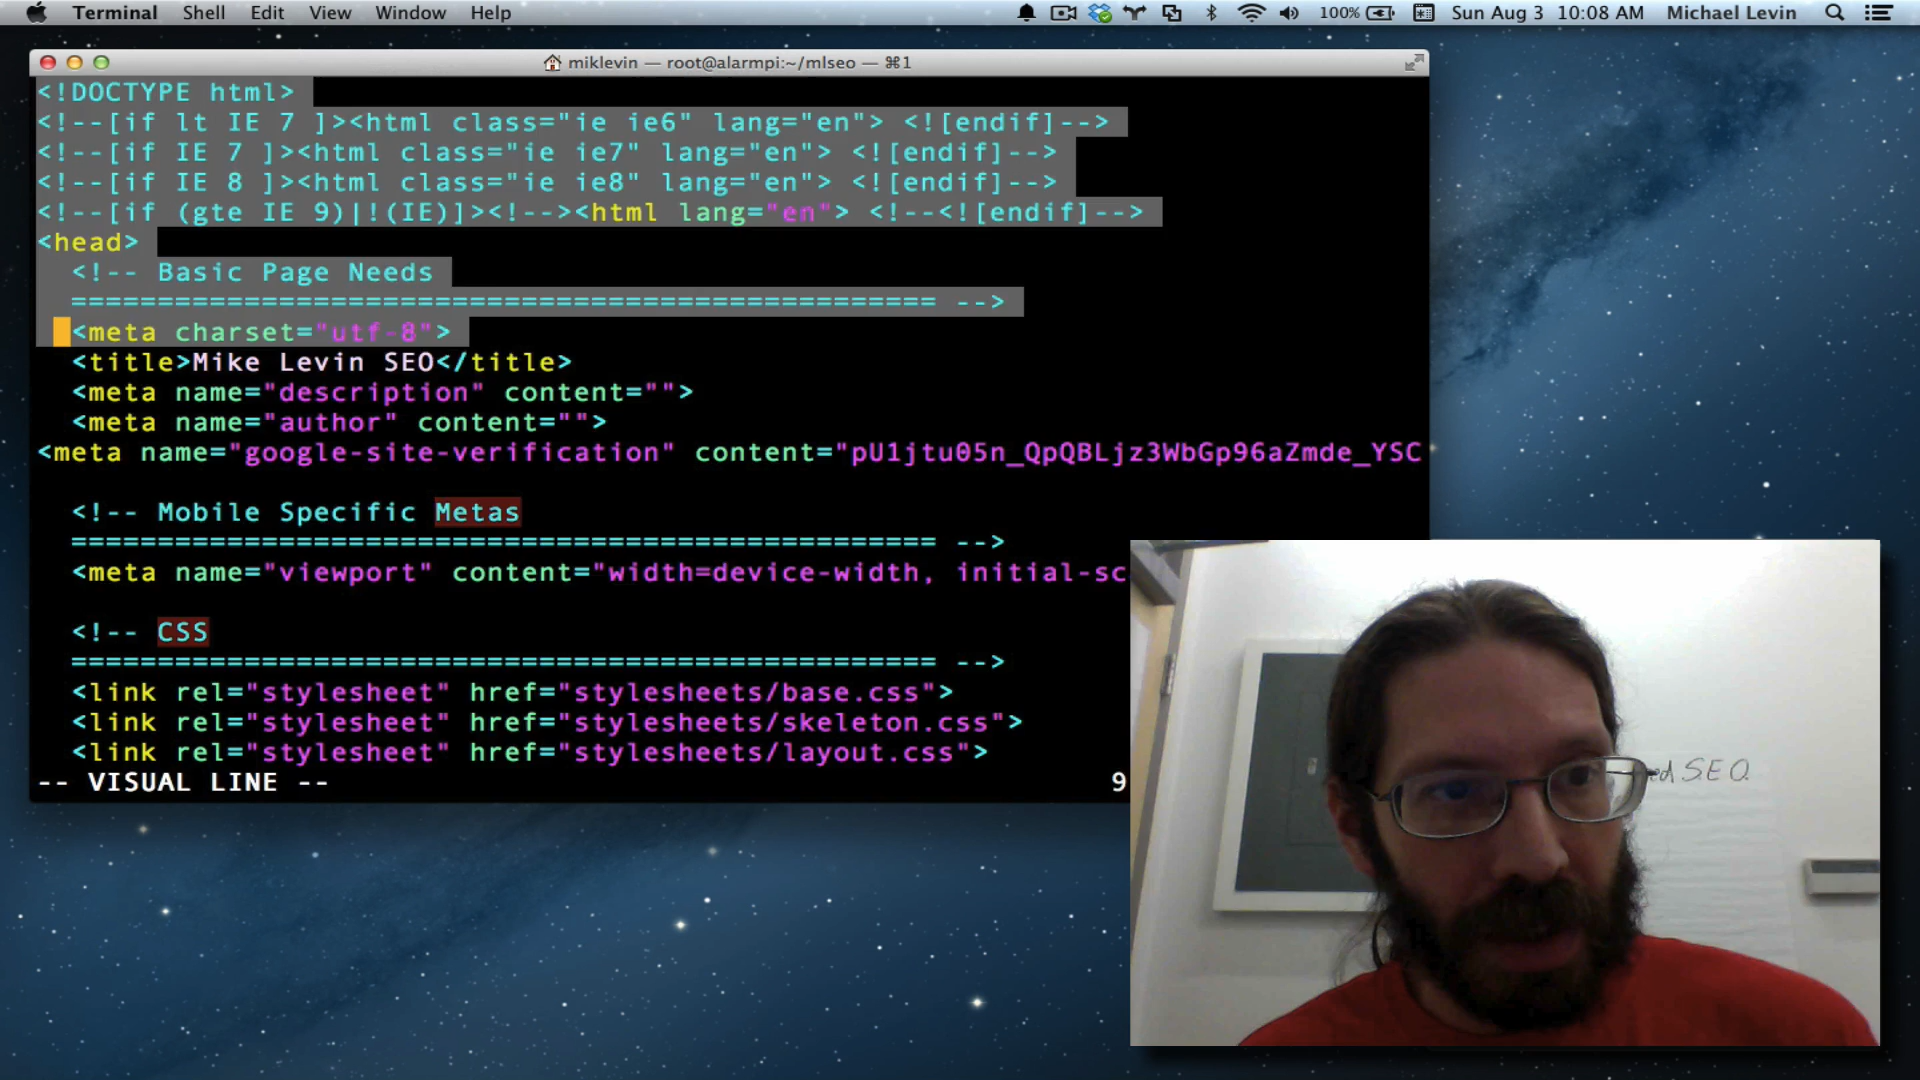 Terminal Shell Edit View Window Help 100% Sun Aug 3 10:08 AM Michael Levin
miklevin — root@alarmpi:~/mlseo — ⌘1
<!DOCTYPE html>
<!--[if lt IE 7 ]><html class="ie ie6" lang="en"> <![endif]-->
<!--[if IE 7 ]><html class="ie ie7" lang="en"> <![endif]-->
<!--[if IE 8 ]><html class="ie ie8" lang="en"> <![endif]-->
<!--[if (gte IE 9)|!(IE)]><!--><html lang="en"> <!--<![endif]-->
<head>
<!-- Basic Page Needs
================================================== -->
<meta charset="utf-8">
<title>Mike Levin SEO</title>
<meta name="description" content="">
<meta name="author" content="">
<meta name="google-site-verification" content="pU1jtu05n_QpQBLjz3WbGp96aZmde_YSC
<!-- Mobile Specific Metas
================================================== -->
<meta name="viewport" content="width=device-width, initial-sc
<!-- CSS
================================================== -->
<link rel="stylesheet" href="stylesheets/base.css">
<link rel="stylesheet" href="stylesheets/skeleton.css">
<link rel="stylesheet" href="stylesheets/layout.css">
-- VISUAL LINE -- 9
SEO